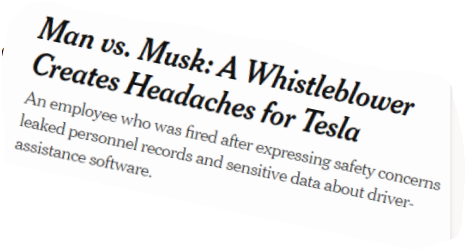 Man vs. Musk: A Whistleblower
Creates Headaches for Tesla
An employee who was fired after expressing safety concerns
leaked personnel records and sensitive data about driver-
assistance software.